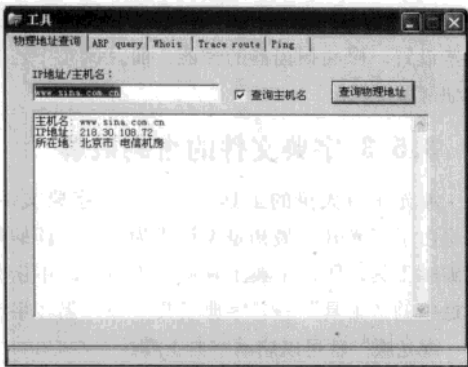 工具
物理地址查询 ARP query Whois Trace route Ping
IP地址/主机名：
www.sina.com.cn 查询主机名 查询物理地址
主机名: www.sina.com.cn
IP地址: 218.30.108.72
所在地: 北京市 电信机房